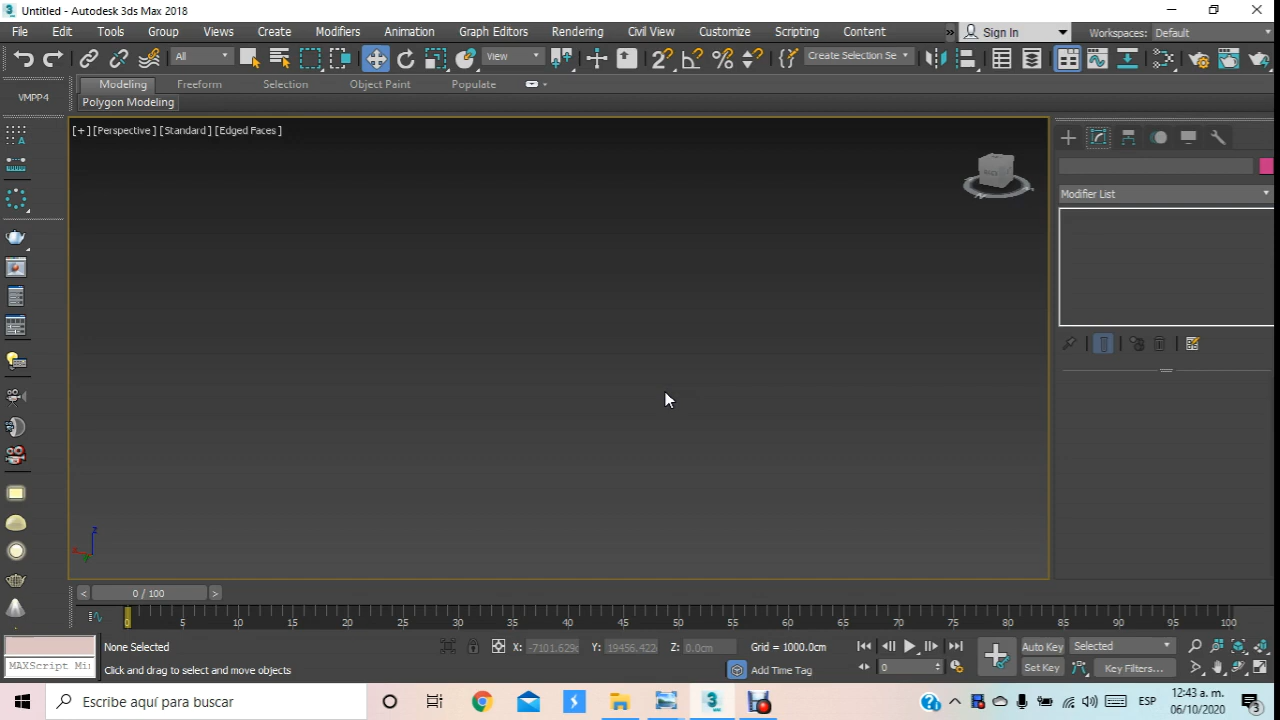 Untitled - Autodesk 3ds Max 2018
File Edit Tools Group Views Create Modifiers Animation Graph Editors Rendering Civil View Customize Scripting Content » Sign In Workspaces: Default
All View Create Selection Se
Modeling Freeform Selection Object Paint Populate
VMPP4
Polygon Modeling
[+] [Perspective] [Standard] [Edged Faces]
Modifier List
z
x
y
< 0 / 100 >
0 5 10 15 20 25 30 35 40 45 50 55 60 65 70 75 80 85 90 95 100
None Selected X: -7101.629c Y: 19456.422 Z: 0.0cm Grid = 1000.0cm Auto Key Selected
MAXScript Mi Click and drag to select and move objects Add Time Tag 0 Set Key Key Filters...
Escribe aquí para buscar
ESP
12:43 a. m.
06/10/2020
3